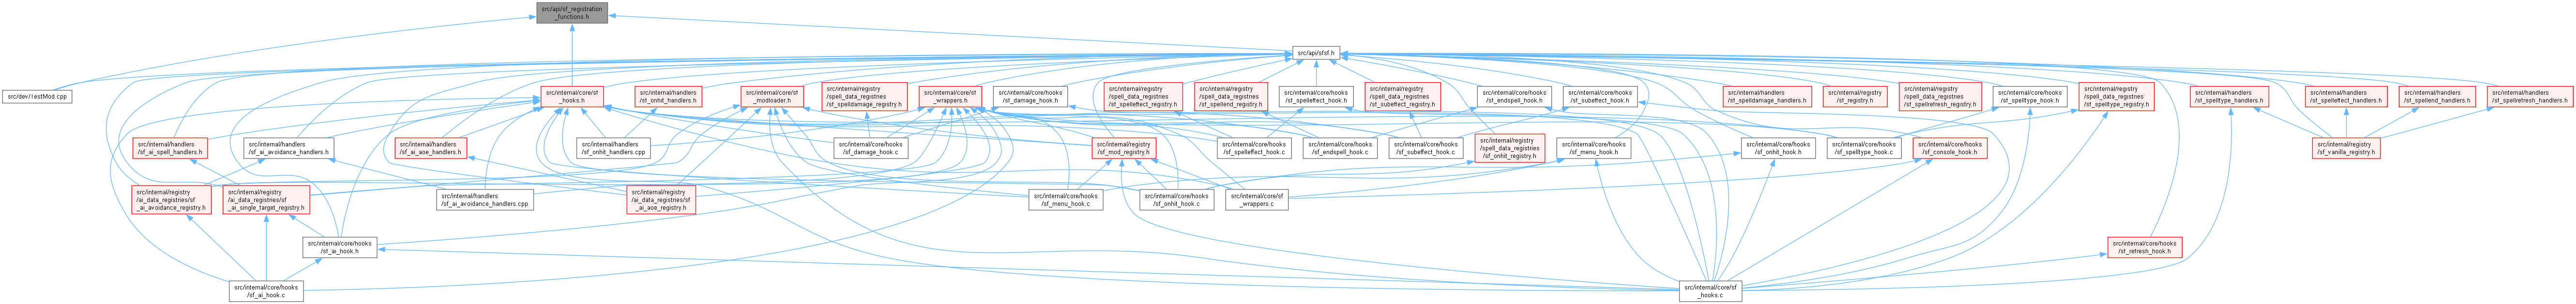 src/api/sf_registration
_functions.h
src/api/sfsf.h
src/dev/TestMod.cpp
src/internal/core/sf
_hooks.h
src/internal/handlers
/sf_onhit_handlers.h
src/internal/core/sf
_modloader.h
src/internal/registry
/spell_data_registries
/sf_spelldamage_registry.h
src/internal/core/sf
_wrappers.h
src/internal/core/hooks
/sf_damage_hook.h
src/internal/registry
/spell_data_registries
/sf_spelleffect_registry.h
src/internal/registry
/spell_data_registries
/sf_spellend_registry.h
src/internal/core/hooks
/sf_spelleffect_hook.h
src/internal/registry
/spell_data_registries
/sf_subeffect_registry.h
src/internal/core/hooks
/sf_endspell_hook.h
src/internal/core/hooks
/sf_subeffect_hook.h
src/internal/handlers
/sf_spelldamage_handlers.h
src/internal/registry
/sf_registry.h
src/internal/registry
/spell_data_registries
/sf_spellrefresh_registry.h
src/internal/core/hooks
/sf_spelltype_hook.h
src/internal/registry
/spell_data_registries
/sf_spelltype_registry.h
src/internal/handlers
/sf_spelltype_handlers.h
src/internal/handlers
/sf_spelleffect_handlers.h
src/internal/handlers
/sf_spellend_handlers.h
src/internal/handlers
/sf_spellrefresh_handlers.h
src/internal/handlers
/sf_ai_spell_handlers.h
src/internal/handlers
/sf_ai_avoidance_handlers.h
src/internal/handlers
/sf_ai_aoe_handlers.h
src/internal/handlers
/sf_onhit_handlers.cpp
src/internal/core/hooks
/sf_damage_hook.c
src/internal/registry
/sf_mod_registry.h
src/internal/core/hooks
/sf_spelleffect_hook.c
src/internal/core/hooks
/sf_endspell_hook.c
src/internal/core/hooks
/sf_subeffect_hook.c
src/internal/registry
/spell_data_registries
/sf_onhit_registry.h
src/internal/core/hooks
/sf_menu_hook.h
src/internal/core/hooks
/sf_onhit_hook.h
src/internal/core/hooks
/sf_spelltype_hook.c
src/internal/core/hooks
/sf_console_hook.h
src/internal/registry
/sf_vanilla_registry.h
src/internal/registry
/ai_data_registries/sf
_ai_avoidance_registry.h
src/internal/registry
/ai_data_registries/sf
_ai_single_target_registry.h
src/internal/handlers
/sf_ai_avoidance_handlers.cpp
src/internal/registry
/ai_data_registries/sf
_ai_aoe_registry.h
src/internal/core/hooks
/sf_menu_hook.c
src/internal/core/hooks
/sf_onhit_hook.c
src/internal/core/sf
_wrappers.c
src/internal/core/hooks
/sf_ai_hook.h
src/internal/core/hooks
/sf_refresh_hook.h
src/internal/core/hooks
/sf_ai_hook.c
src/internal/core/sf
_hooks.c